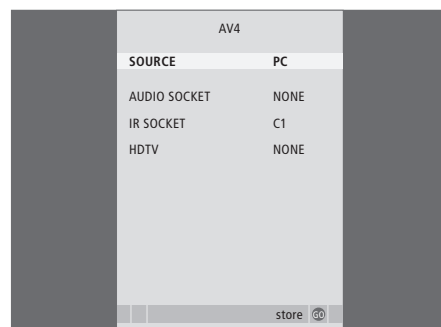 AV4
SOURCE PC
AUDIO SOCKET NONE
IR SOCKET C1
HDTV NONE
store GO